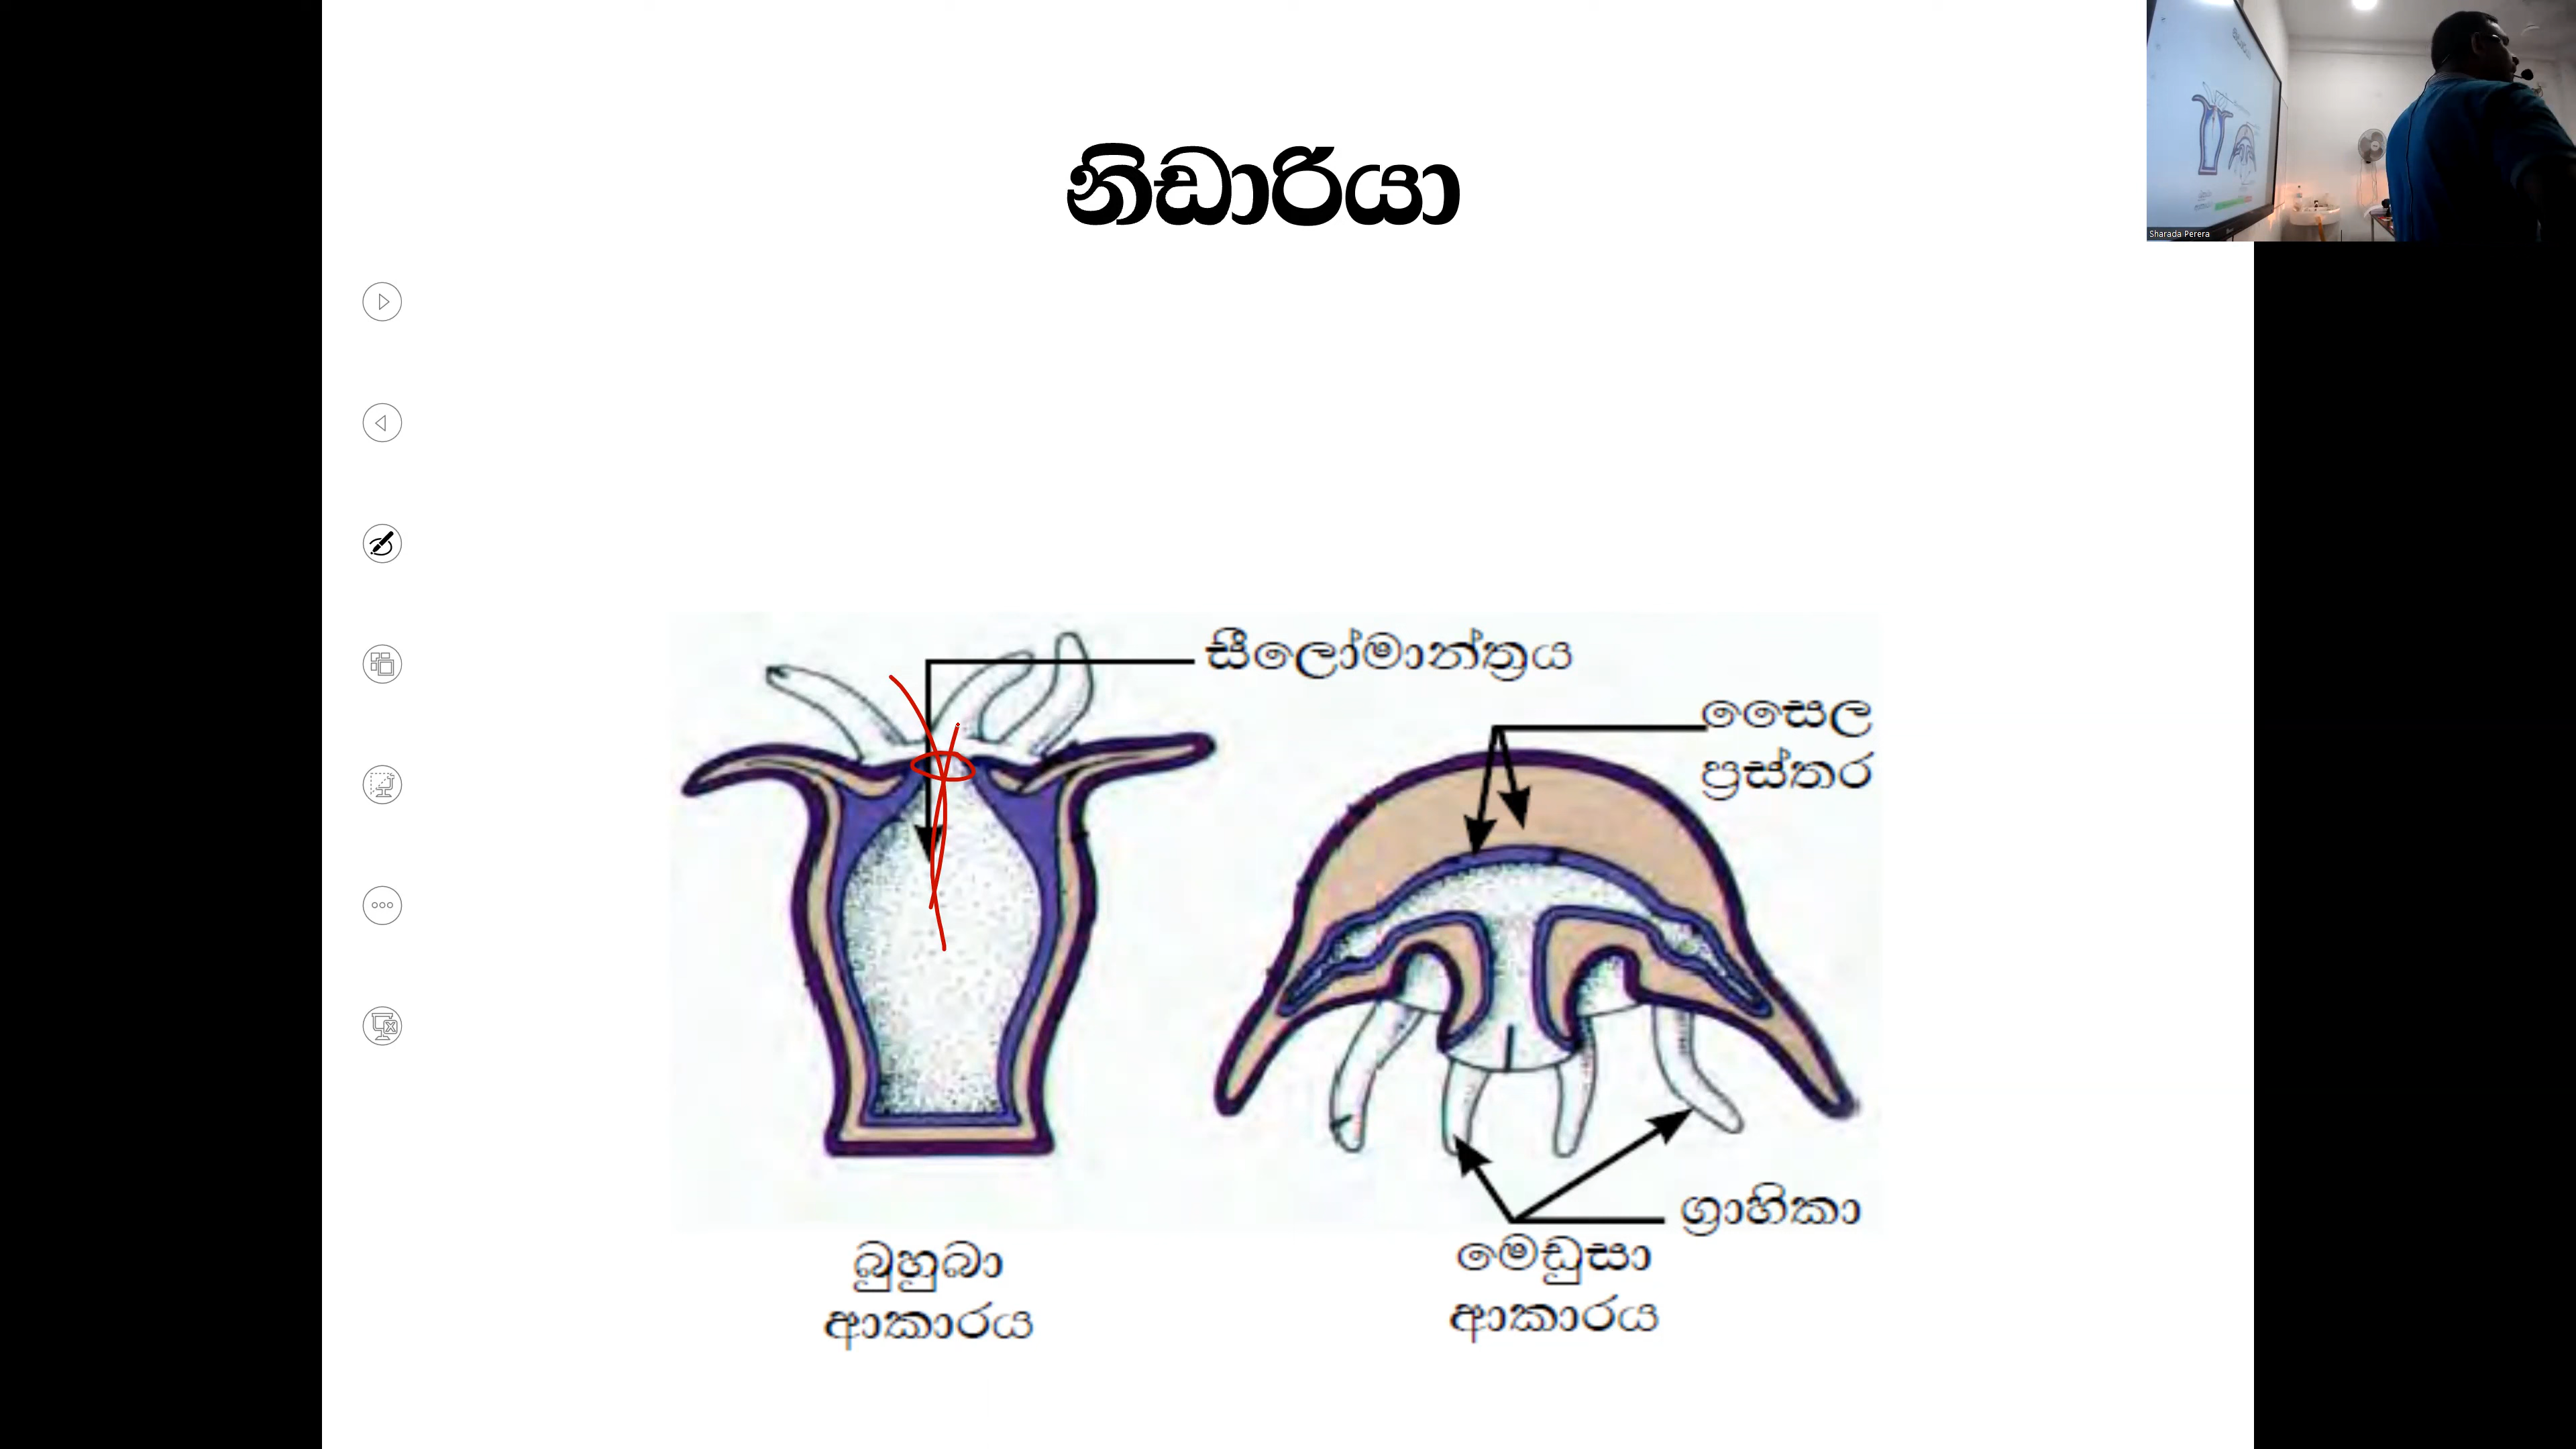 නිඩාරියා
Sharada Perera
සීලෝමාන්ත්‍රය
සෛල
ප්‍රස්තර
ග්‍රාහිකා
බුහුබා
ආකාරය
මෙඩුසා
ආකාරය